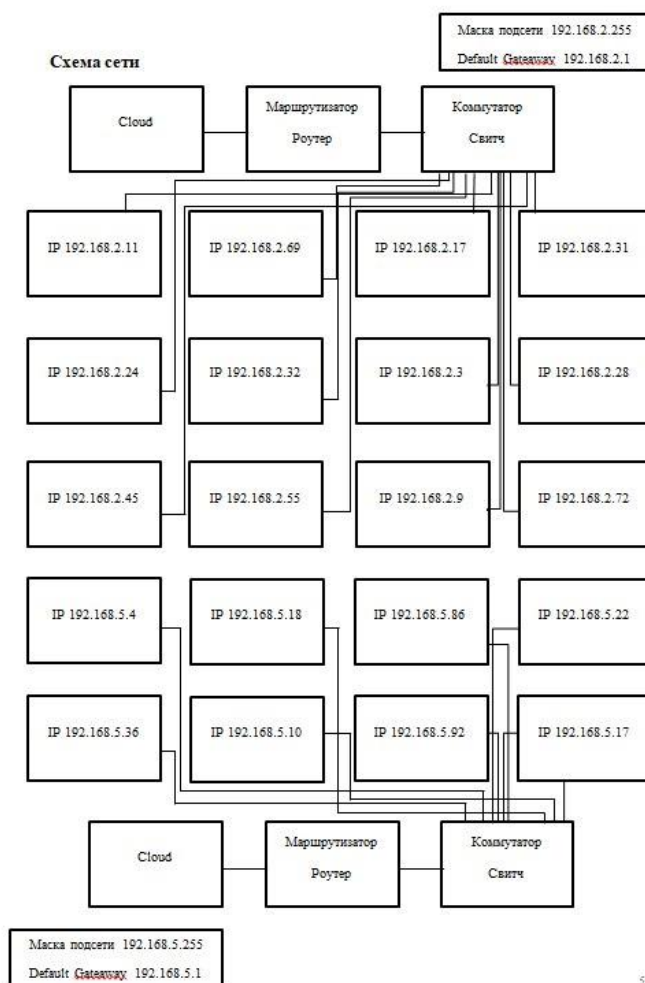 Маска подсети 192.168.2.255
Default Gateaway 192.168.2.1
Схема сети
Cloud
Маршрутизатор
Роутер
Коммутатор
Свитч
IP 192.168.2.11
IP 192.168.2.69
IP 192.168.2.17
IP 192.168.2.31
IP 192.168.2.24
IP 192.168.2.32
IP 192.168.2.3
IP 192.168.2.28
IP 192.168.2.45
IP 192.168.2.55
IP 192.168.2.9
IP 192.168.2.72
IP 192.168.5.4
IP 192.168.5.18
IP 192.168.5.86
IP 192.168.5.22
IP 192.168.5.36
IP 192.168.5.10
IP 192.168.5.92
IP 192.168.5.17
Cloud
Маршрутизатор
Роутер
Коммутатор
Свитч
Маска подсети 192.168.5.255
Default Gateaway 192.168.5.1
5